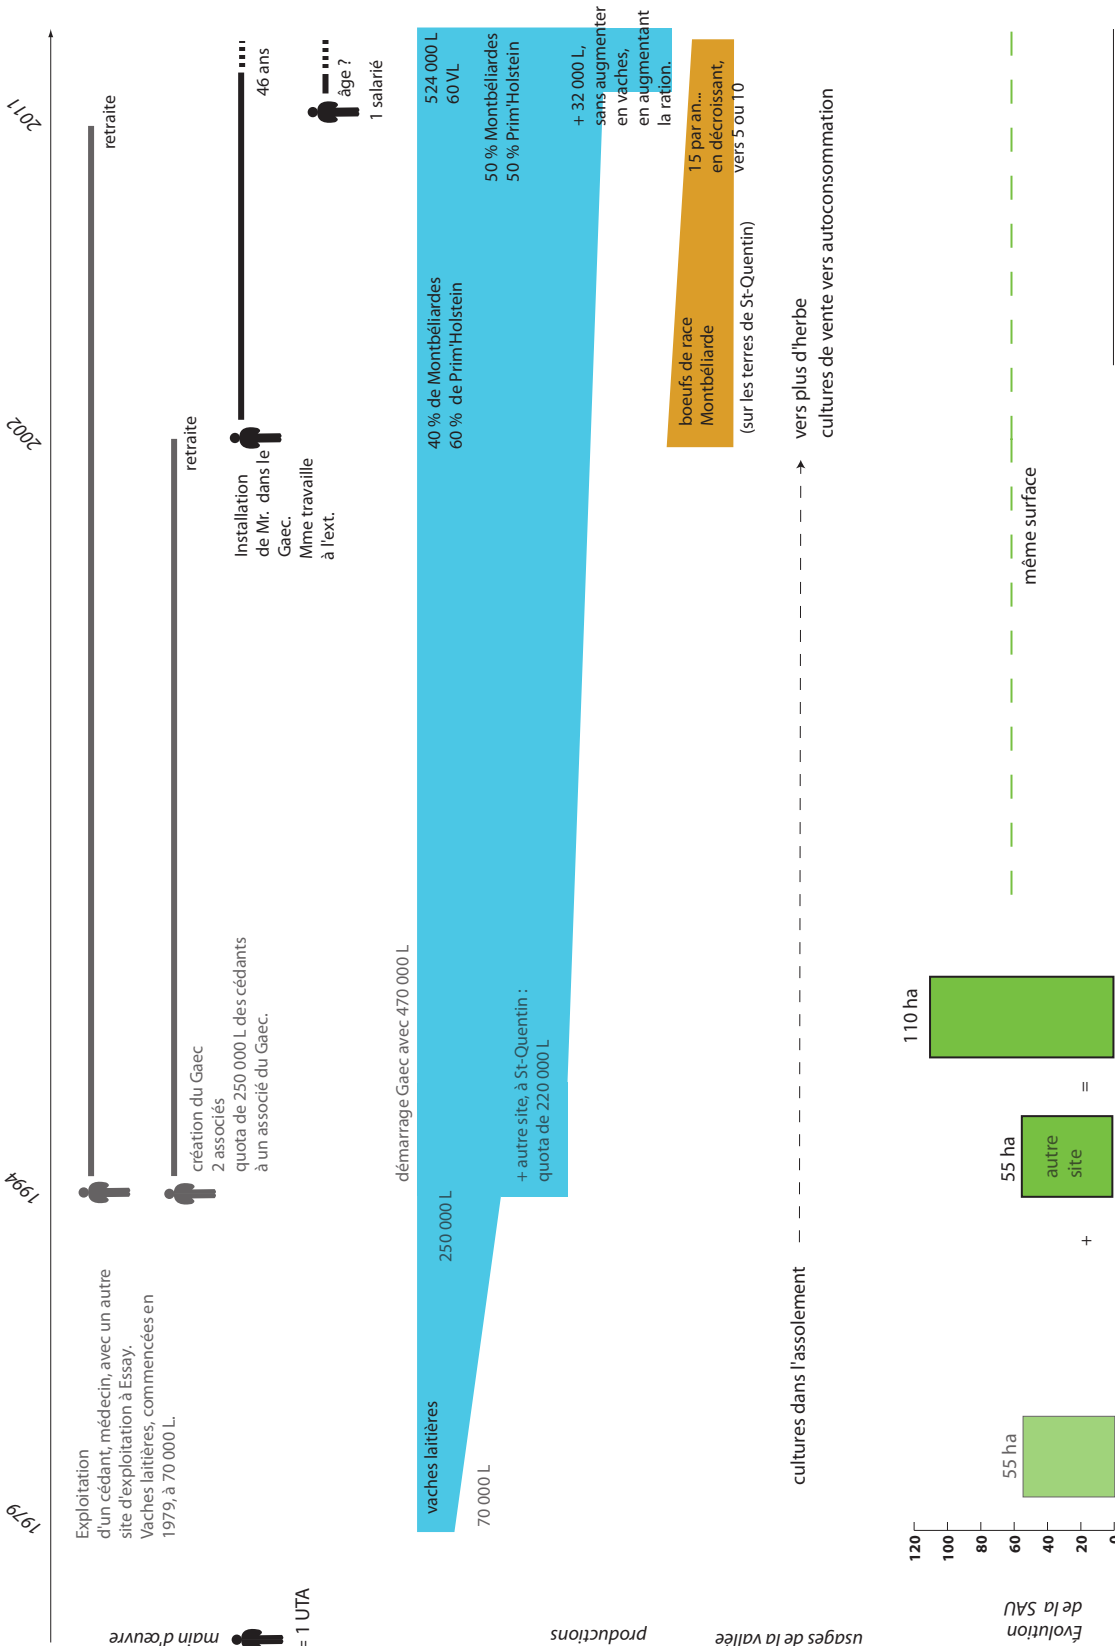 1979
1994
2002
2011
main d'œuvre
= 1 UTA
Exploitation
d'un cédant, médecin, avec un autre
site d'exploitation à Essay.
Vaches laitières, commencées en
1979, à 70 000 L.
création du Gaec
2 associés
quota de 250 000 L des cédants
à un associé du Gaec.
retraite
retraite
Installation
de Mr. dans le
Gaec.
Mme travaille
à l'ext.
46 ans
âge ?
1 salarié
productions
vaches laitières
70 000 L
250 000 L
démarrage Gaec avec 470 000 L
+ autre site, à St-Quentin :
quota de 220 000 L
40 % de Montbéliardes
60 % de Prim'Holstein
524 000 L
60 VL
50 % Montbéliardes
50 % Prim'Holstein
+ 32 000 L,
sans augmenter
en vaches,
en augmentant
la ration.
boeufs de race
Montbéliarde
15 par an...
en décroissant,
vers 5 ou 10
(sur les terres de St-Quentin)
usages de la vallée
cultures dans l'assolement
vers plus d'herbe
cultures de vente vers autoconsommation
Évolution
de la SAU
120
100
80
60
40
20
0
55 ha
+
55 ha
autre
site
=
110 ha
même surface